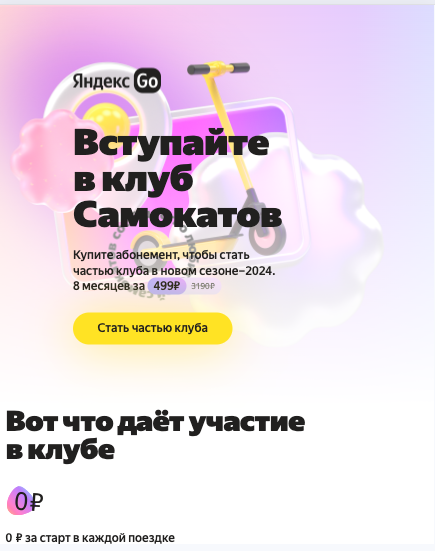 Яндекс Go
Вступайте
в клуб
Самокатов
Купите абонемент, чтобы стать
частью клуба в новом сезоне–2024.
8 месяцев за 499₽ 3190₽
Стать частью клуба
Вот что даёт участие
в клубе
0₽
0 ₽ за старт в каждой поездке